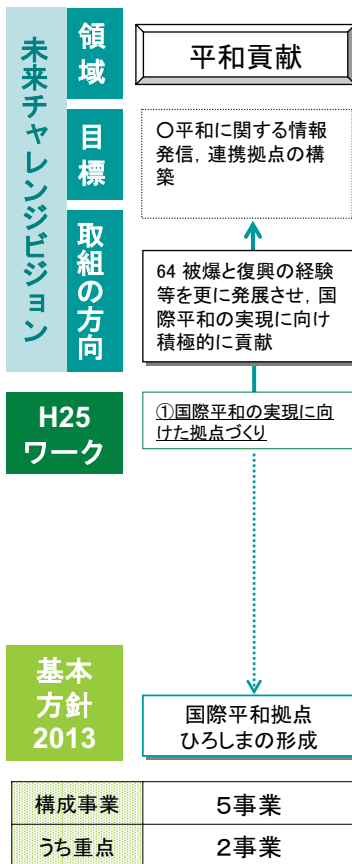 未来チャレンジビジョン
領域
平和貢献
目標
〇平和に関する情報
発信，連携拠点の構
築
取組の方向
64 被爆と復興の経験
等を更に発展させ，国
際平和の実現に向け
積極的に貢献
H25
ワーク
①国際平和の実現に向
けた拠点づくり
基本
方針
2013
国際平和拠点
ひろしまの形成
構成事業
5事業
うち重点
2事業